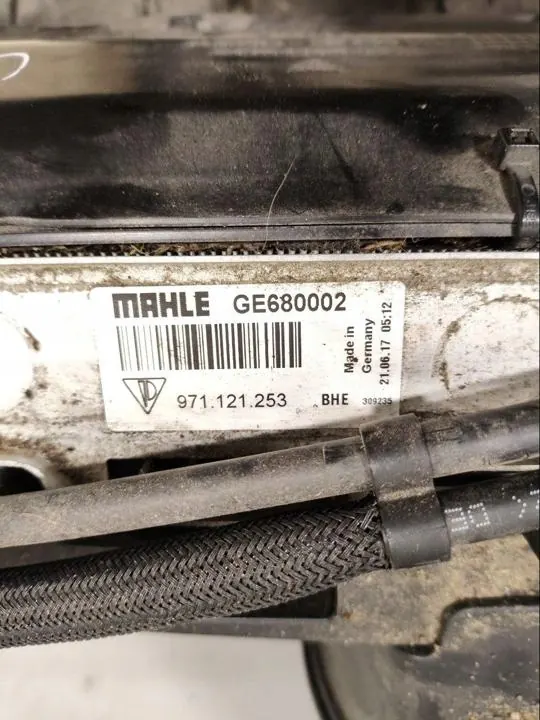 MAHLE GE680002
971.121.253 BHE 309235
Made in
Germany
21.06.17 05:12